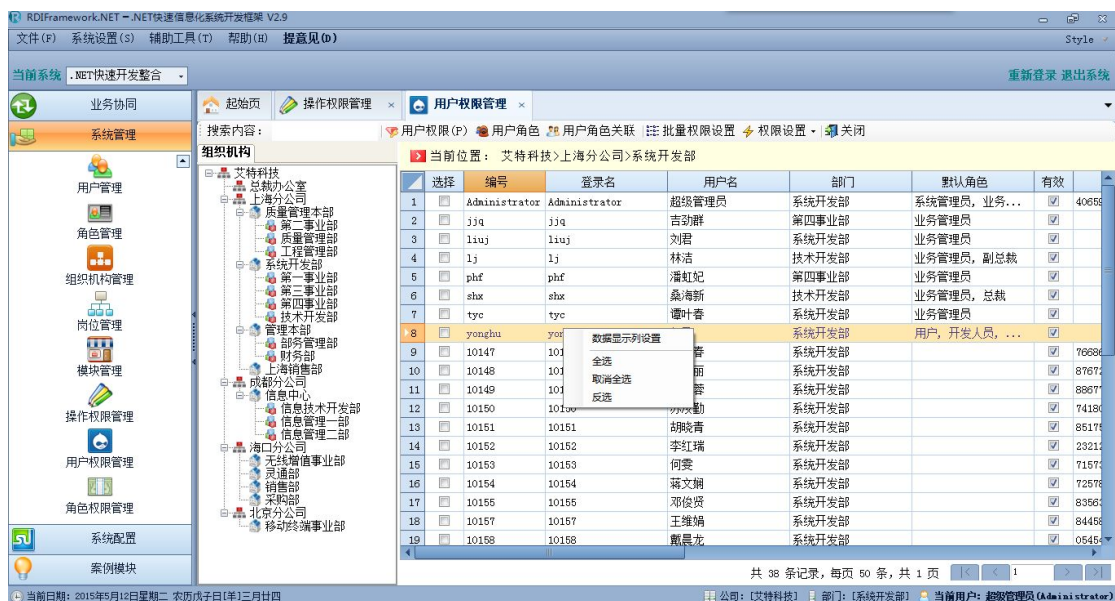 RDIFramework.NET - .NET快速信息化系统开发框架 V2.9
文件(F) 系统设置(S) 辅助工具(T) 帮助(H) 提意见(D) Style
当前系统 .NET快速开发整合 重新登录 退出系统
业务协同
系统管理
用户管理
角色管理
组织机构管理
岗位管理
模块管理
操作权限管理
用户权限管理
角色权限管理
系统配置
案例模块
起始页 操作权限管理 × 用户权限管理 ×
搜索内容: 用户权限(P) 用户角色 用户角色关联 批量权限设置 权限设置 关闭
组织机构
艾特科技
总裁办公室
上海分公司
质量管理本部
第二事业部
质量管理部
工程管理部
系统开发部
第一事业部
第三事业部
第四事业部
技术开发部
管理本部
部务管理部
财务部
上海销售部
成都分公司
信息中心
信息技术开发部
信息管理一部
信息管理二部
海口分公司
无线增值事业部
灵通部
销售部
采购部
北京分公司
移动终端事业部
当前位置: 艾特科技>上海分公司>系统开发部
选择 编号 登录名 用户名 部门 默认角色 有效
1 Administrator Administrator 超级管理员 系统开发部 系统管理员, 业务... 40659
2 jjq jjq 吉劲群 第四事业部 业务管理员
3 liuj liuj 刘君 系统开发部 业务管理员
4 lj lj 林洁 技术开发部 业务管理员, 副总裁
5 phf phf 潘虹妃 第四事业部 业务管理员
6 shx shx 桑海新 技术开发部 业务管理员, 总裁
7 tyc tyc 谭叶春 系统开发部 业务管理员
8 yonghu 系统开发部 用户, 开发人员, ...
9 10147 系统开发部 76686
10 10148 系统开发部 87672
11 10149 系统开发部 88677
12 10150 系统开发部 74180
13 10151 10151 胡晓青 系统开发部 85175
14 10152 10152 李红瑞 系统开发部 23212
15 10153 10153 何雯 系统开发部 71573
16 10154 10154 蒋文娴 系统开发部 72578
17 10155 10155 邓俊贤 系统开发部 83563
18 10157 10157 王维娟 系统开发部 84458
19 10158 10158 戴晨龙 系统开发部 05454
数据显示列设置
全选
取消全选
反选
共 38 条记录, 每页 50 条, 共 1 页 1
当前日期: 2015年5月12日星期二 农历戊子日[羊]三月廿四 公司: [艾特科技] 部门: [系统开发部] 当前用户: 超级管理员(Administrator)